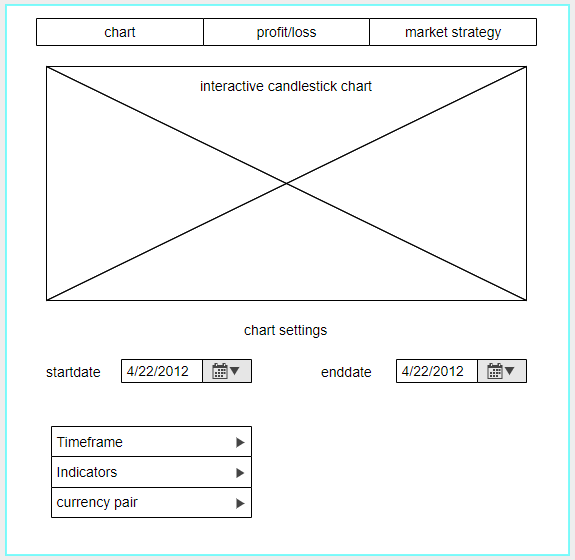 chart profit/loss market strategy
interactive candlestick chart
chart settings
startdate 4/22/2012 enddate 4/22/2012
Timeframe
Indicators
currency pair